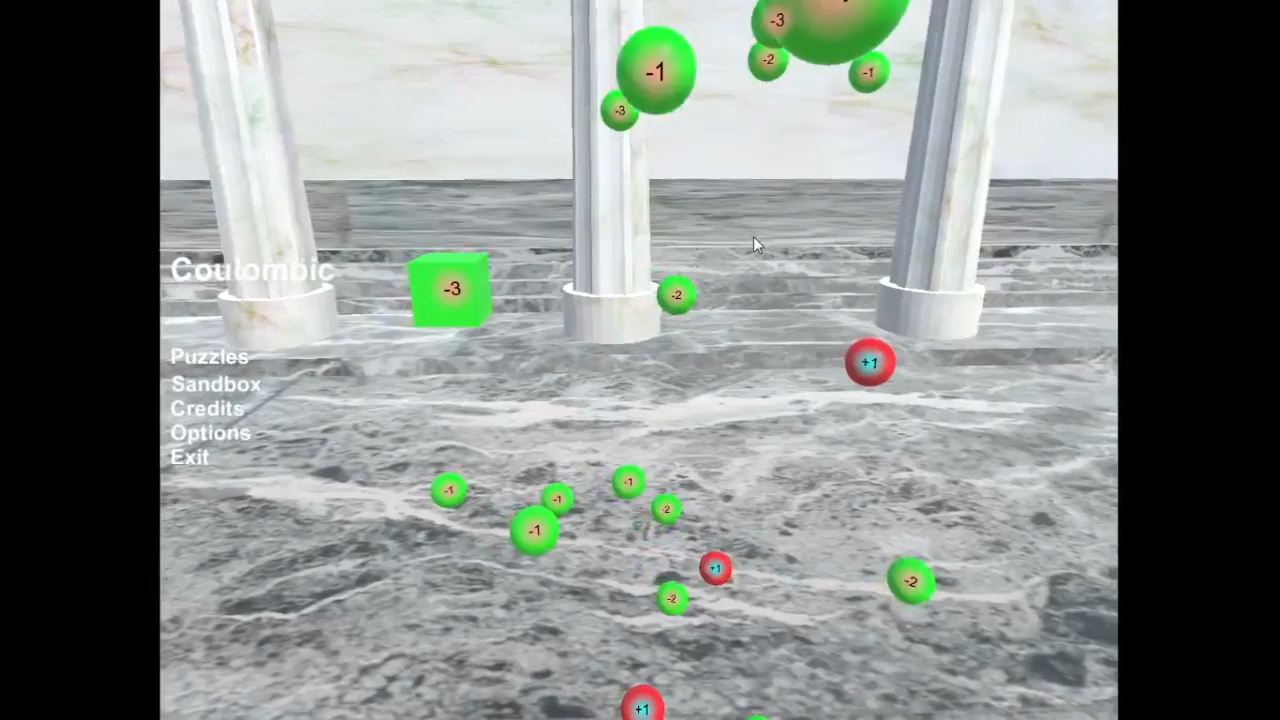 -3
-2
-1
-1
-3
Coulombic
-3
-2
Puzzles
+1
Sandbox
Credits
Options
Exit
-1
-1
-1
-2
-1
+1
-2
-2
+1